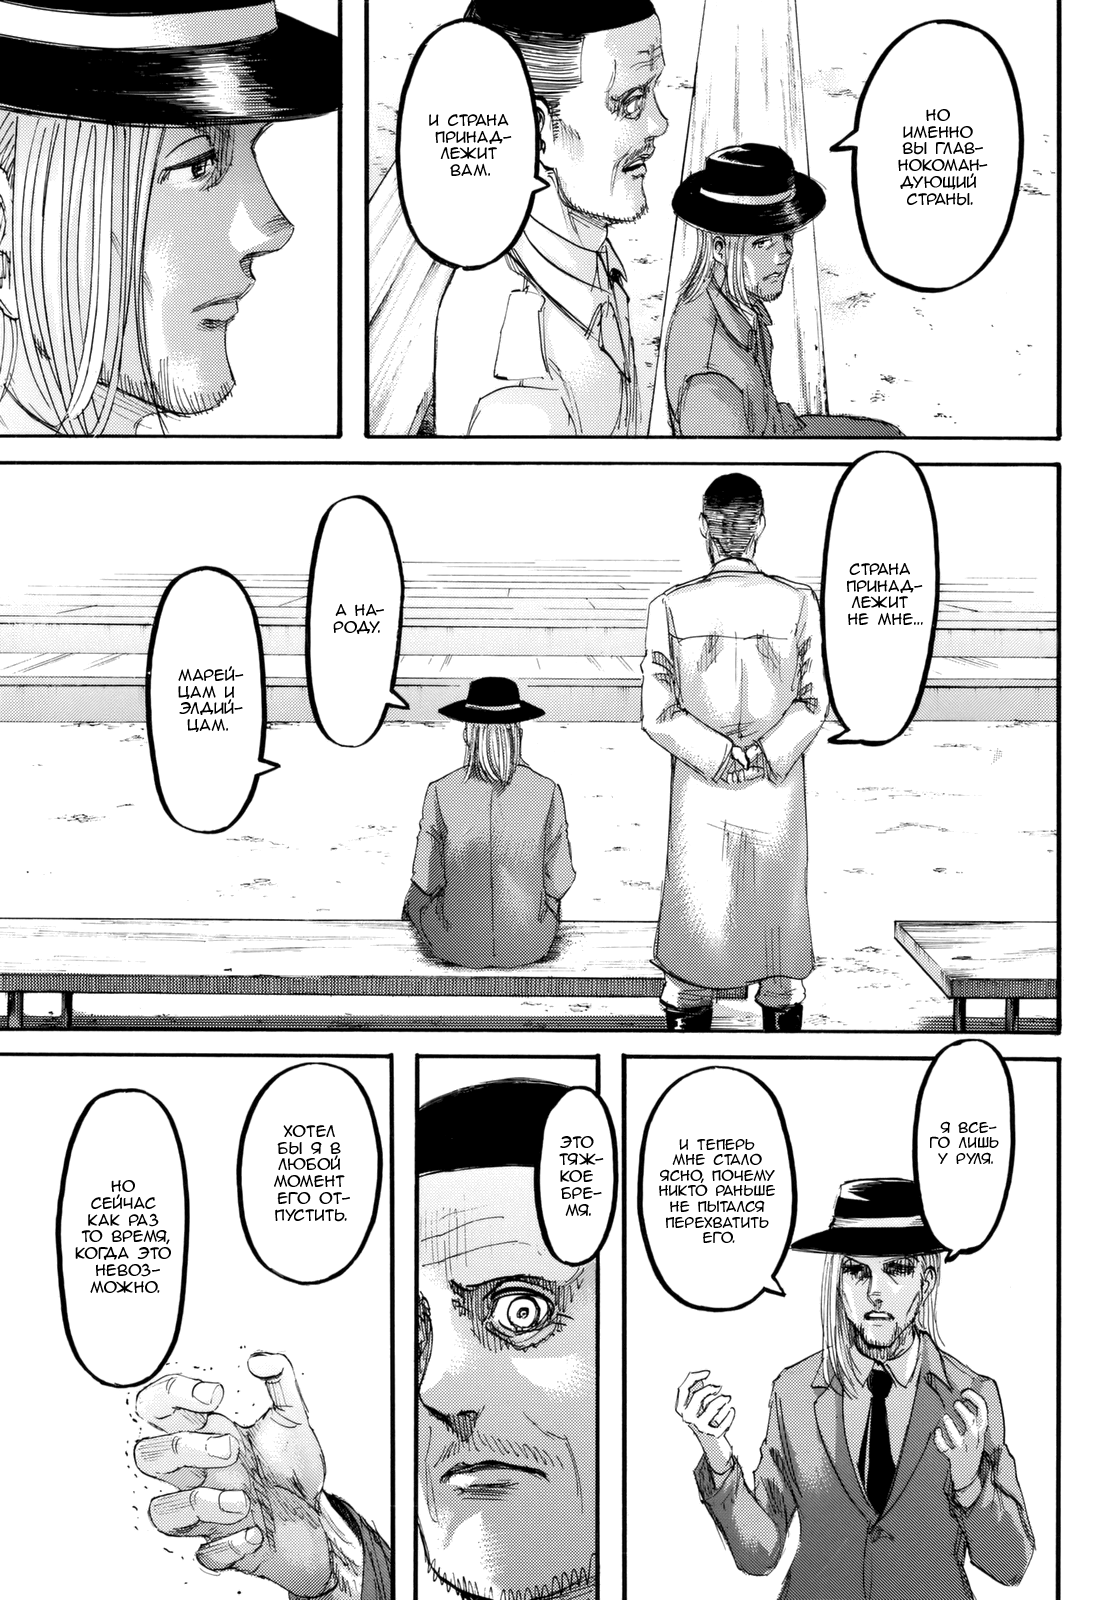 НО
ИМЕННО
ВЫ ГЛАВ-
НОКОМАН-
ДУЮЩИЙ
СТРАНЫ.
И СТРАНА
ПРИНАД-
ЛЕЖИТ
ВАМ.
СТРАНА
ПРИНАД-
ЛЕЖИТ
НЕ МНЕ...
А НА-
РОДУ.
МАРЕЙ-
ЦАМ И
ЭЛДИЙ-
ЦАМ.
Я ВСЕ-
ГО ЛИШЬ
У РУЛЯ.
И ТЕПЕРЬ
МНЕ СТАЛО
ЯСНО, ПОЧЕМУ
НИКТО РАНЬШЕ
НЕ ПЫТАЛСЯ
ПЕРЕХВАТИТЬ
ЕГО.
ЭТО
ТЯЖ-
КОЕ
БРЕ-
МЯ.
ХОТЕЛ
БЫ Я В
ЛЮБОЙ
МОМЕНТ
ЕГО ОТ-
ПУСТИТЬ.
НО
СЕЙЧАС
КАК РАЗ
ТО ВРЕМЯ,
КОГДА ЭТО
НЕВОЗ-
МОЖНО.